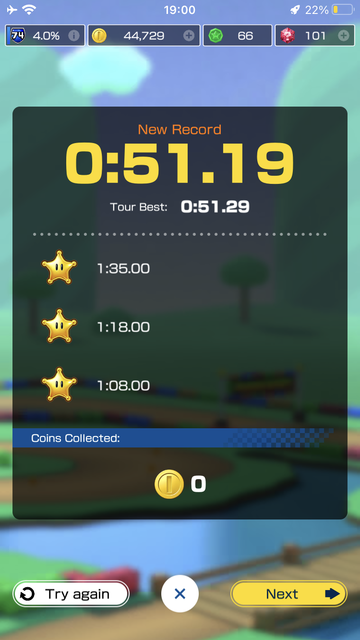 19:00
22%
74 4.0% i 44,729 66 101
New Record
0:51.19
Tour Best: 0:51.29
1:35.00
1:18.00
1:08.00
Coins Collected:
0
Try again
Next